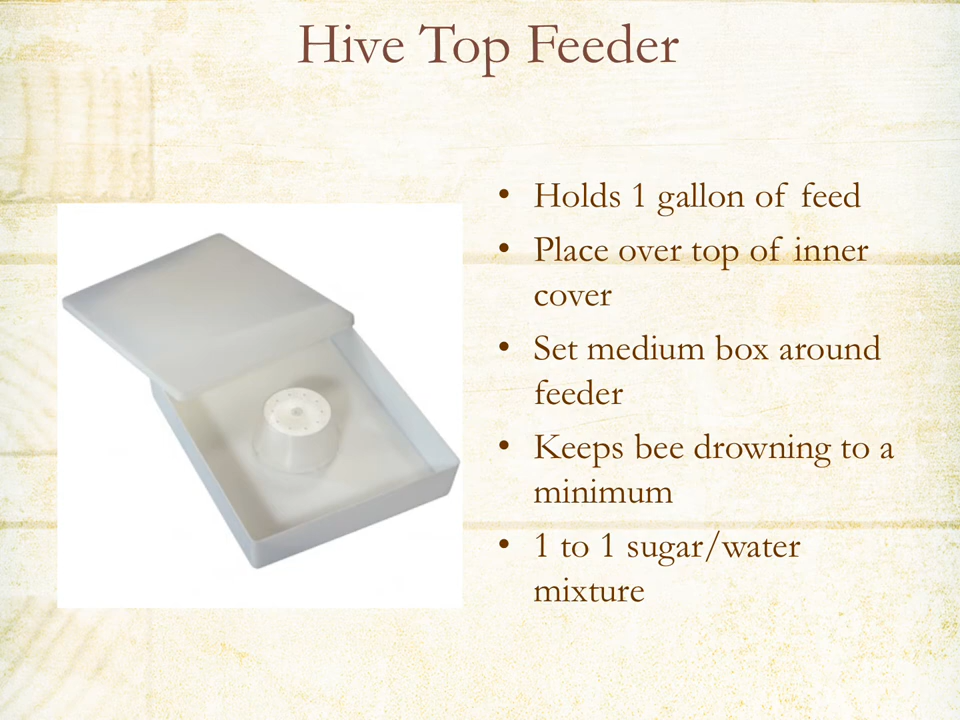 Hive Top Feeder
• Holds 1 gallon of feed
• Place over top of inner
cover
• Set medium box around
feeder
• Keeps bee drowning to a
minimum
• 1 to 1 sugar/water
mixture